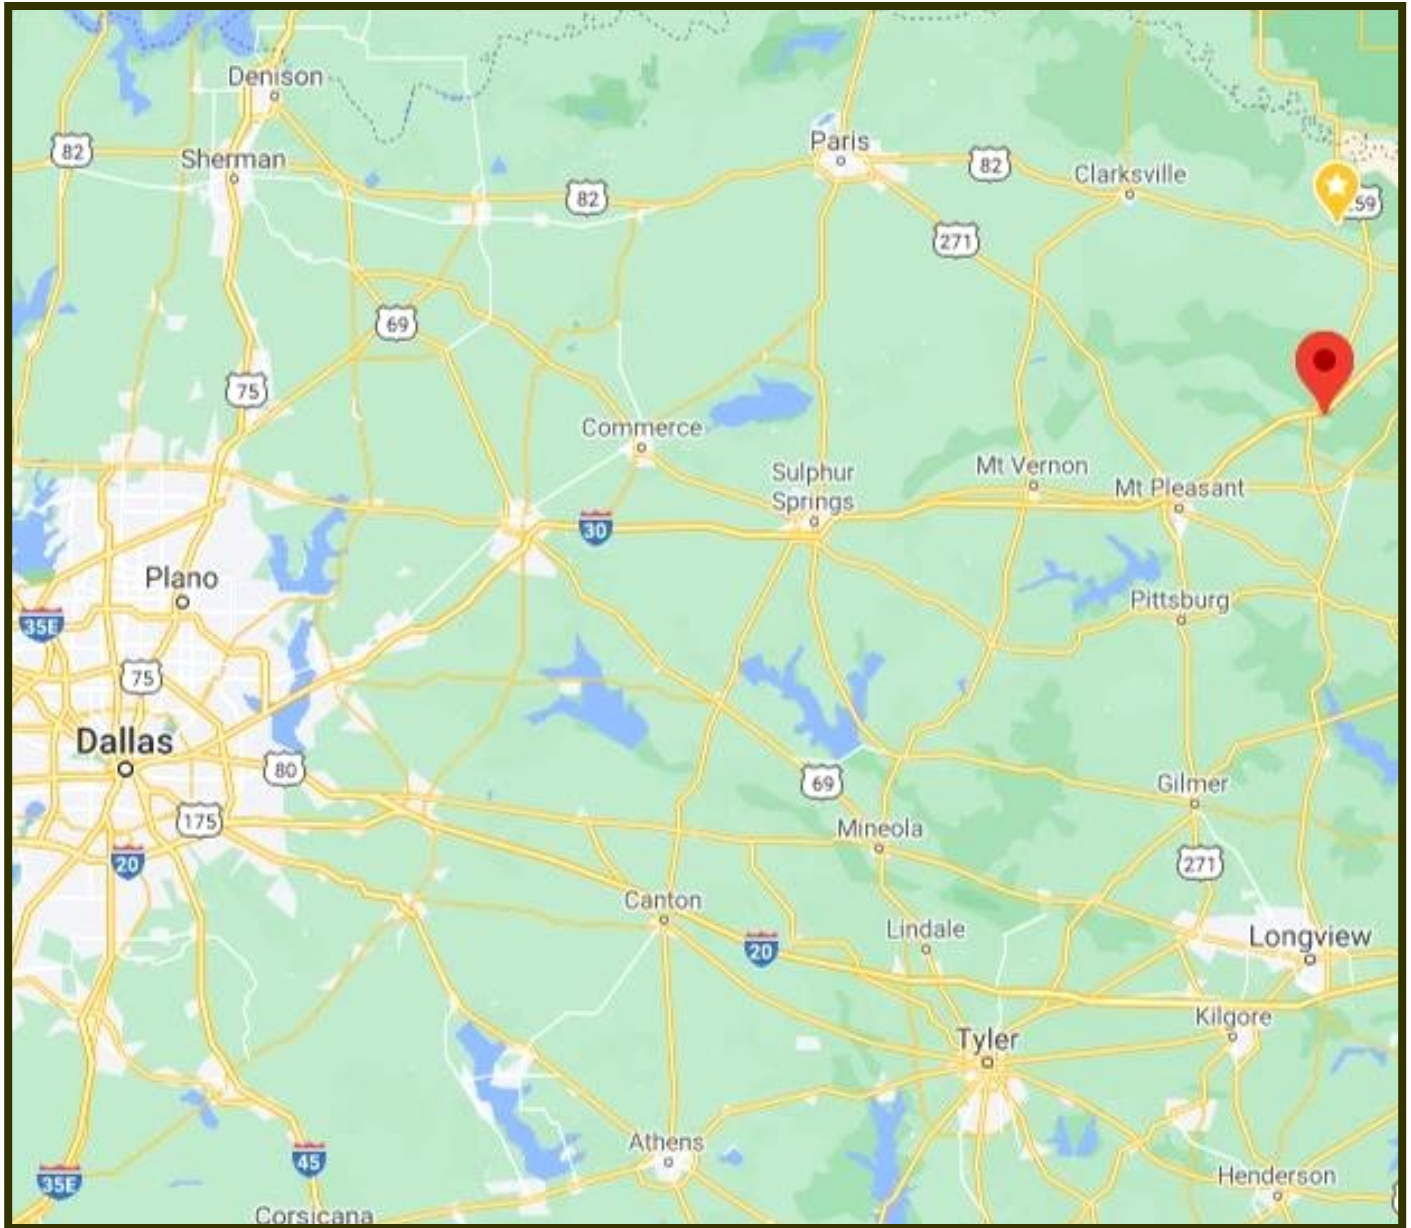 Denison
82
Sherman
Paris
82
Clarksville
82
59
271
69
75
Commerce
Sulphur
Springs
Mt Vernon
Mt Pleasant
30
Plano
35E
Pittsburg
75
Dallas
80
69
Gilmer
175
Mineola
20
271
Canton
Lindale
20
Longview
Kilgore
Tyler
Athens
45
35E
Henderson
Corsicana